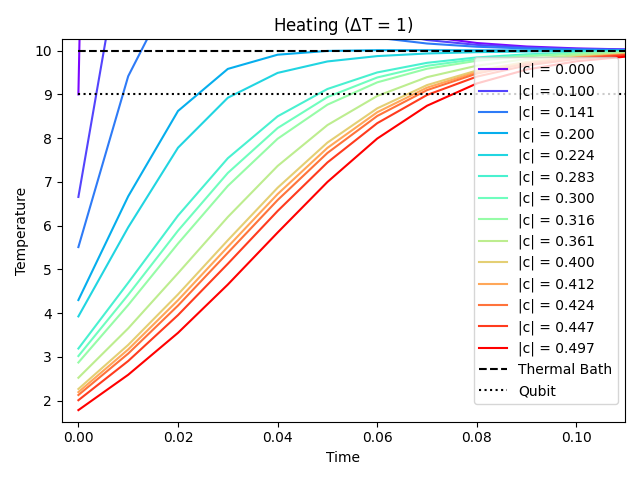 Heating (ΔT = 1)
Temperature
10
9
8
7
6
5
4
3
2
0.00
0.02
0.04
0.06
0.08
0.10
Time
|c| = 0.000
|c| = 0.100
|c| = 0.141
|c| = 0.200
|c| = 0.224
|c| = 0.283
|c| = 0.300
|c| = 0.316
|c| = 0.361
|c| = 0.400
|c| = 0.412
|c| = 0.424
|c| = 0.447
|c| = 0.497
Thermal Bath
Qubit